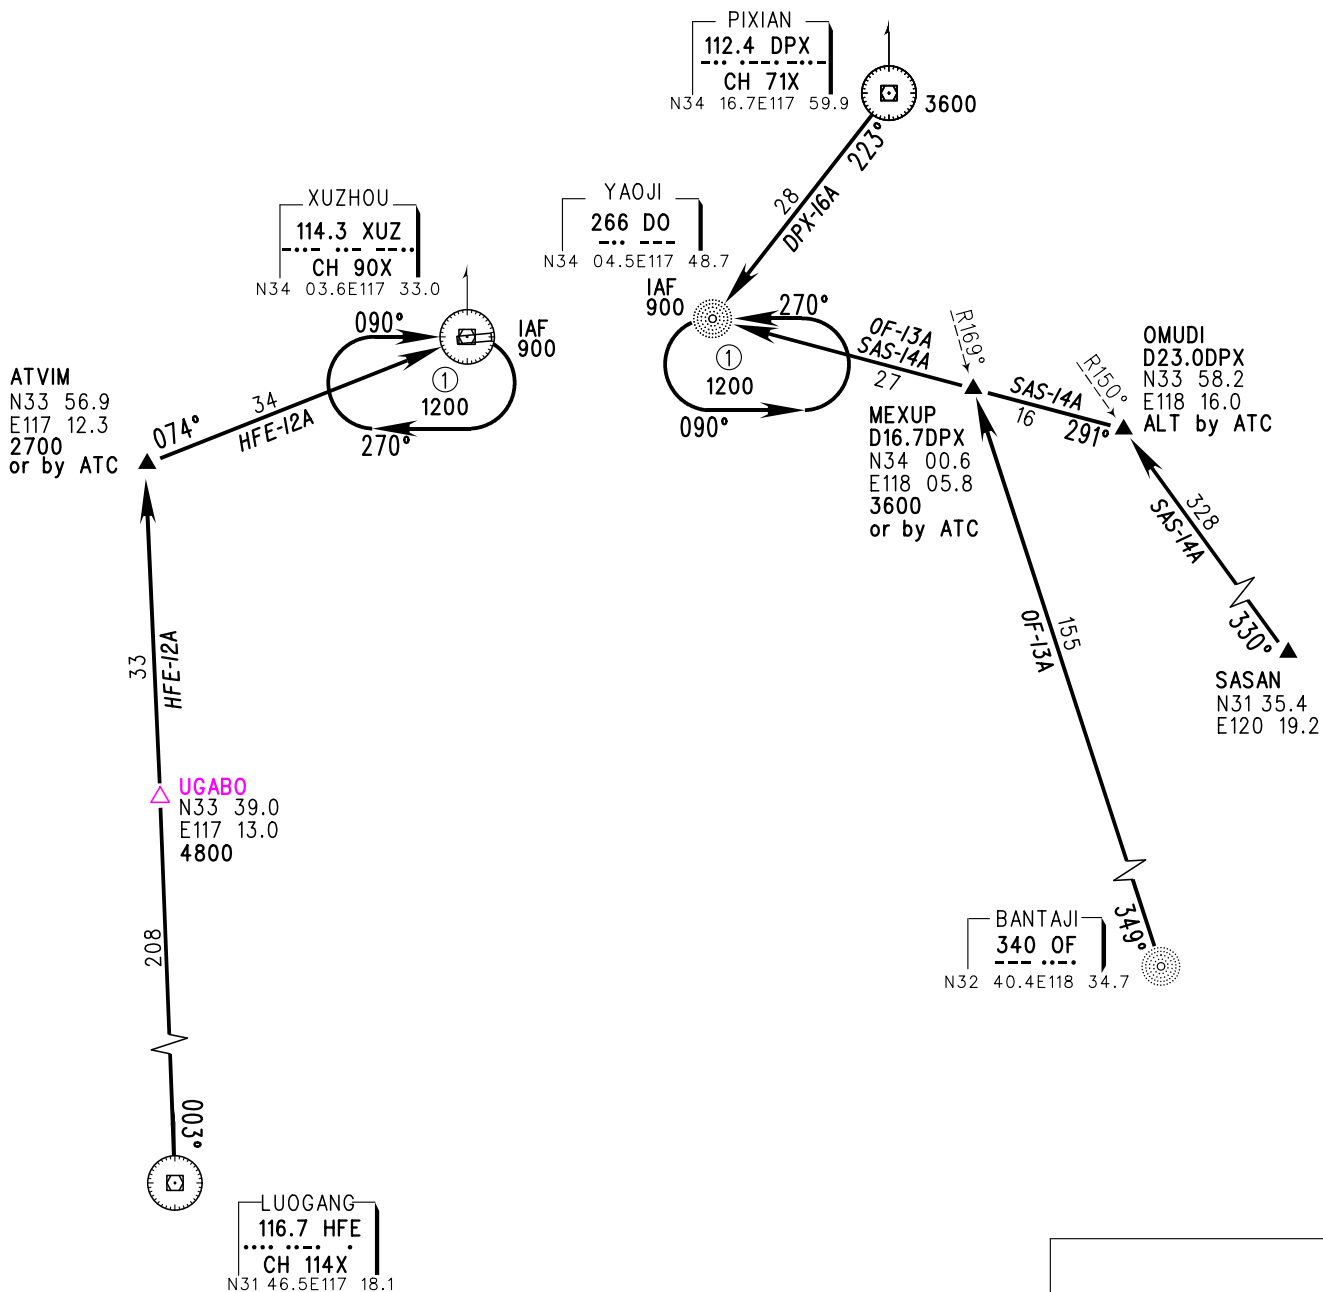 PIXIAN
112.4 DPX
CH 71X
N34 16.7E117 59.9
3600
223°
28
DPX-16A
XUZHOU
114.3 XUZ
CH 90X
N34 03.6E117 33.0
YAOJI
266 DO
N34 04.5E117 48.7
IAF
900
090°
IAF
900
1
1200
270°
34
HFE-12A
074°
ATVIM
N33 56.9
E117 12.3
2700
or by ATC
270°
1
1200
090°
OF-13A
SAS-14A
27
R169°
SAS-14A
16
291°
R150°
OMUDI
D23.0DPX
N33 58.2
E118 16.0
ALT by ATC
MEXUP
D16.7DPX
N34 00.6
E118 05.8
3600
or by ATC
328
SAS-14A
330°
SASAN
N31 35.4
E120 19.2
155
OF-13A
349°
33
HFE-12A
UGABO
N33 39.0
E117 13.0
4800
208
003°
BANTAJI
340 OF
N32 40.4E118 34.7
LUOGANG
116.7 HFE
CH 114X
N31 46.5E117 18.1